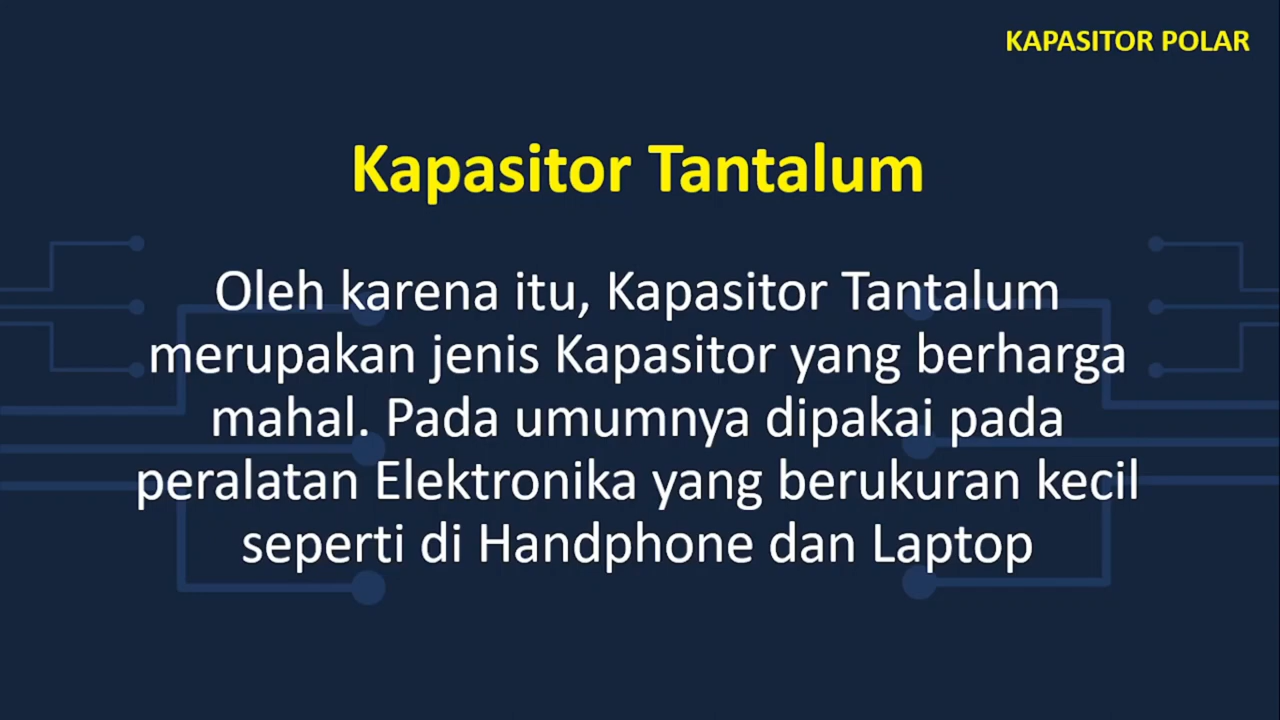 KAPASITOR POLAR
Kapasitor Tantalum
Oleh karena itu, Kapasitor Tantalum
merupakan jenis Kapasitor yang berharga
mahal. Pada umumnya dipakai pada
peralatan Elektronika yang berukuran kecil
seperti di Handphone dan Laptop